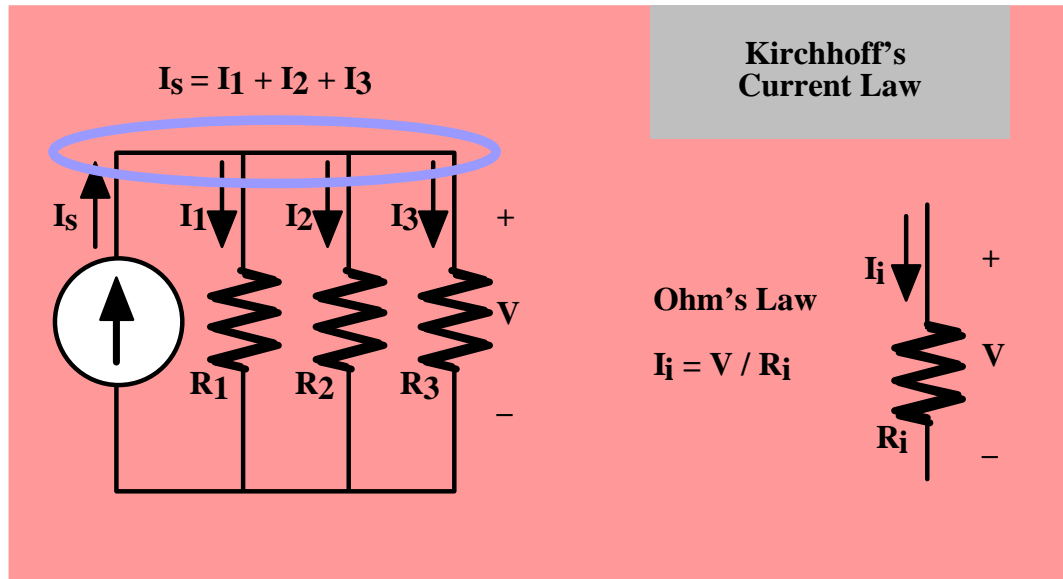 Kirchhoff's
Current Law
Is = I1 + I2 + I3
Is I1 I2 I3 +
V
R1 R2 R3
–
Ohm's Law
Ii = V / Ri
Ii +
V
Ri
–